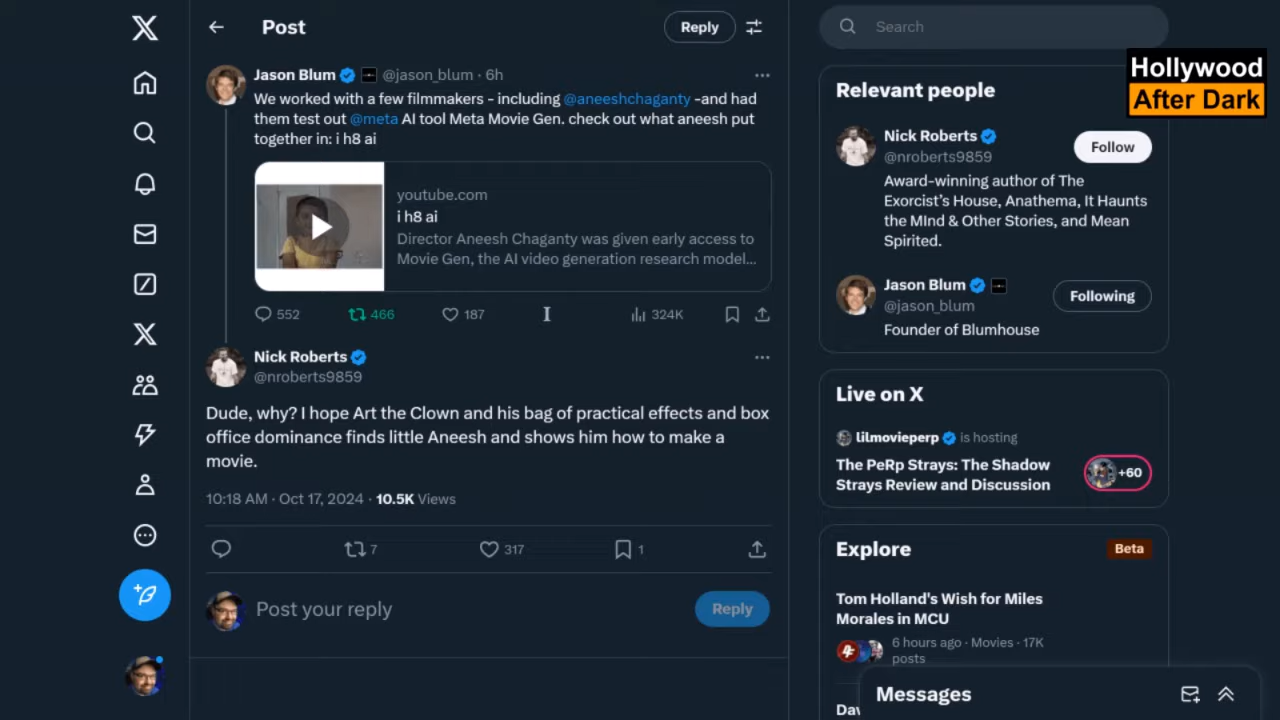 Post
Reply
Search
Hollywood
After Dark
Jason Blum @jason_blum · 6h
We worked with a few filmmakers - including @aneeshchaganty -and had
them test out @meta AI tool Meta Movie Gen. check out what aneesh put
together in: i h8 ai
youtube.com
i h8 ai
Director Aneesh Chaganty was given early access to
Movie Gen, the AI video generation research model...
552 466 187 324K
Nick Roberts
@nroberts9859
Dude, why? I hope Art the Clown and his bag of practical effects and box
office dominance finds little Aneesh and shows him how to make a
movie.
10:18 AM · Oct 17, 2024 · 10.5K Views
7 317 1
Post your reply
Reply
Relevant people
Nick Roberts
@nroberts9859
Follow
Award-winning author of The
Exorcist's House, Anathema, It Haunts
the MInd & Other Stories, and Mean
Spirited.
Jason Blum
@jason_blum
Following
Founder of Blumhouse
Live on X
lilmovieperp is hosting
The PeRp Strays: The Shadow
Strays Review and Discussion
+60
Explore
Beta
Tom Holland's Wish for Miles
Morales in MCU
6 hours ago · Movies · 17K
posts
Messages